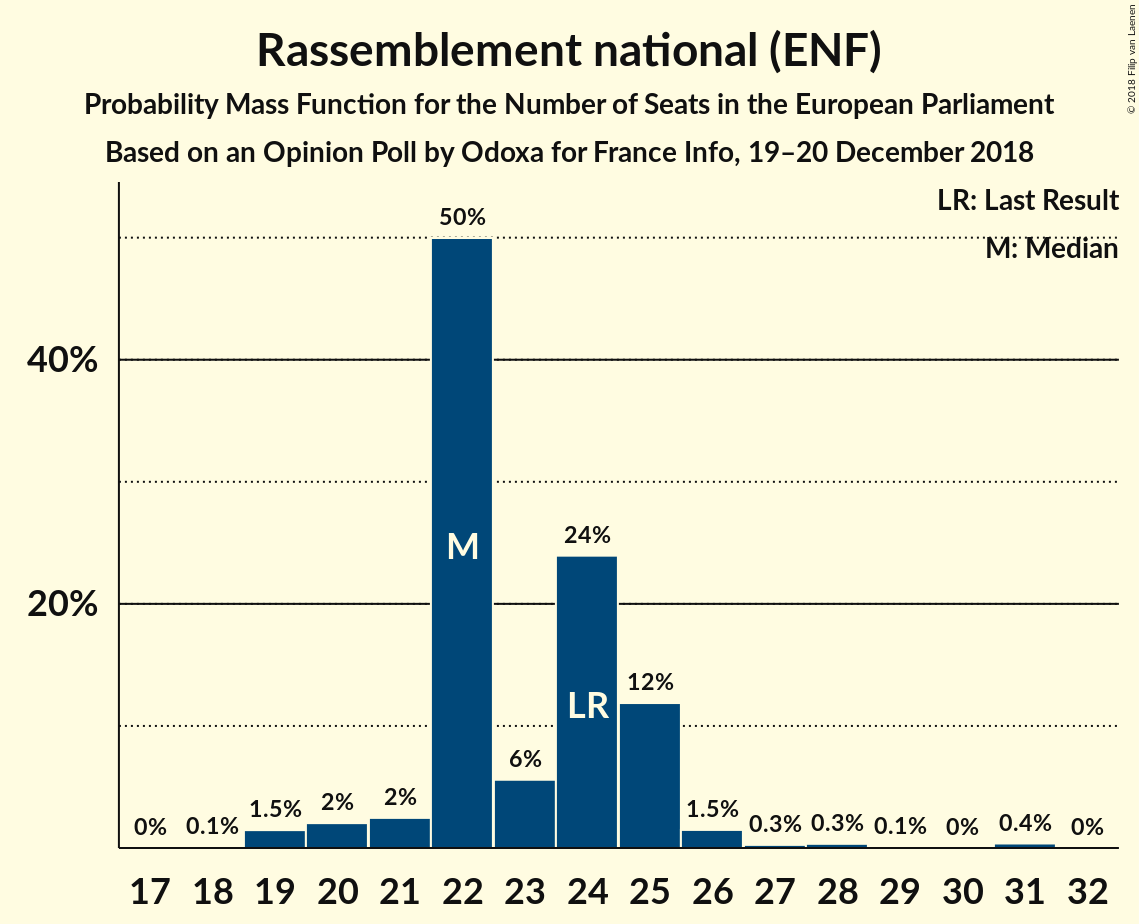 Rassemblement national (ENF)
Probability Mass Function for the Number of Seats in the European Parliament
Based on an Opinion Poll by Odoxa for France Info, 19–20 December 2018
© 2018 Filip van Laenen
LR: Last Result
M: Median
40%
20%
0%
0.1%
1.5%
2%
2%
50%
6%
24%
12%
1.5%
0.3%
0.3%
0.1%
0%
0.4%
0%
M
LR
17 18 19 20 21 22 23 24 25 26 27 28 29 30 31 32